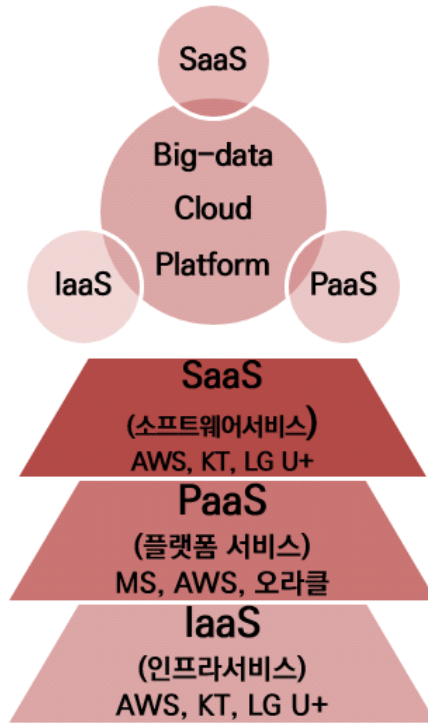 SaaS
Big-data
Cloud
Platform
IaaS
PaaS
SaaS
(소프트웨어서비스)
AWS, KT, LG U+
PaaS
(플랫폼 서비스)
MS, AWS, 오라클
IaaS
(인프라서비스)
AWS, KT, LG U+